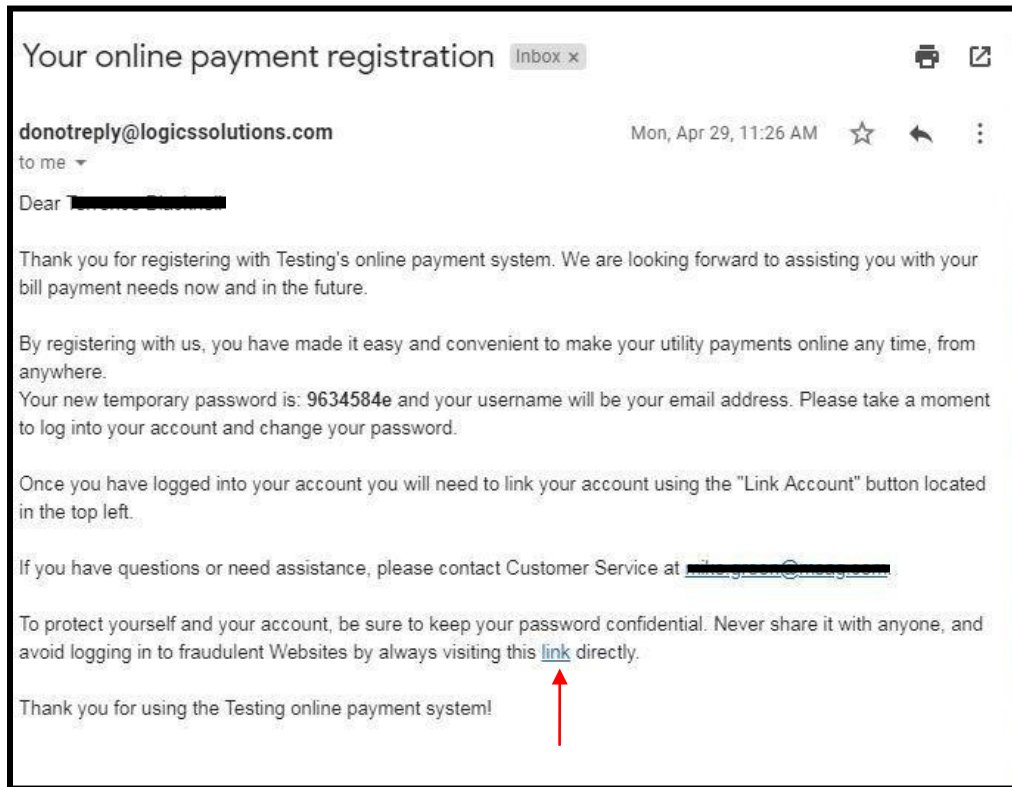 Your online payment registration Inbox x
donotreply@logicssolutions.com Mon, Apr 29, 11:26 AM
to me
Dear
Thank you for registering with Testing's online payment system. We are looking forward to assisting you with your
bill payment needs now and in the future.
By registering with us, you have made it easy and convenient to make your utility payments online any time, from
anywhere.
Your new temporary password is: 9634584e and your username will be your email address. Please take a moment
to log into your account and change your password.
Once you have logged into your account you will need to link your account using the "Link Account" button located
in the top left.
If you have questions or need assistance, please contact Customer Service at
To protect yourself and your account, be sure to keep your password confidential. Never share it with anyone, and
avoid logging in to fraudulent Websites by always visiting this link directly.
Thank you for using the Testing online payment system!